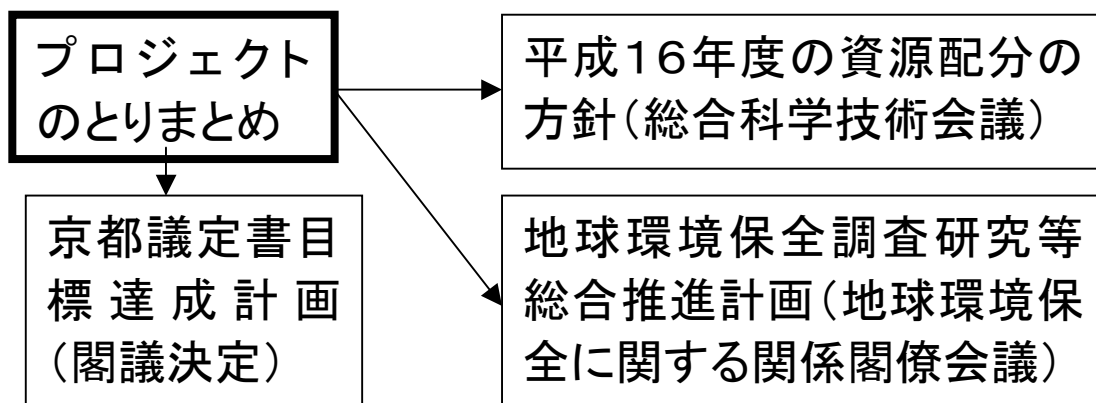 プロジェクト
のとりまとめ
平成16年度の資源配分の
方針(総合科学技術会議)
京都議定書目
標達成計画
(閣議決定)
地球環境保全調査研究等
総合推進計画(地球環境保
全に関する関係閣僚会議)